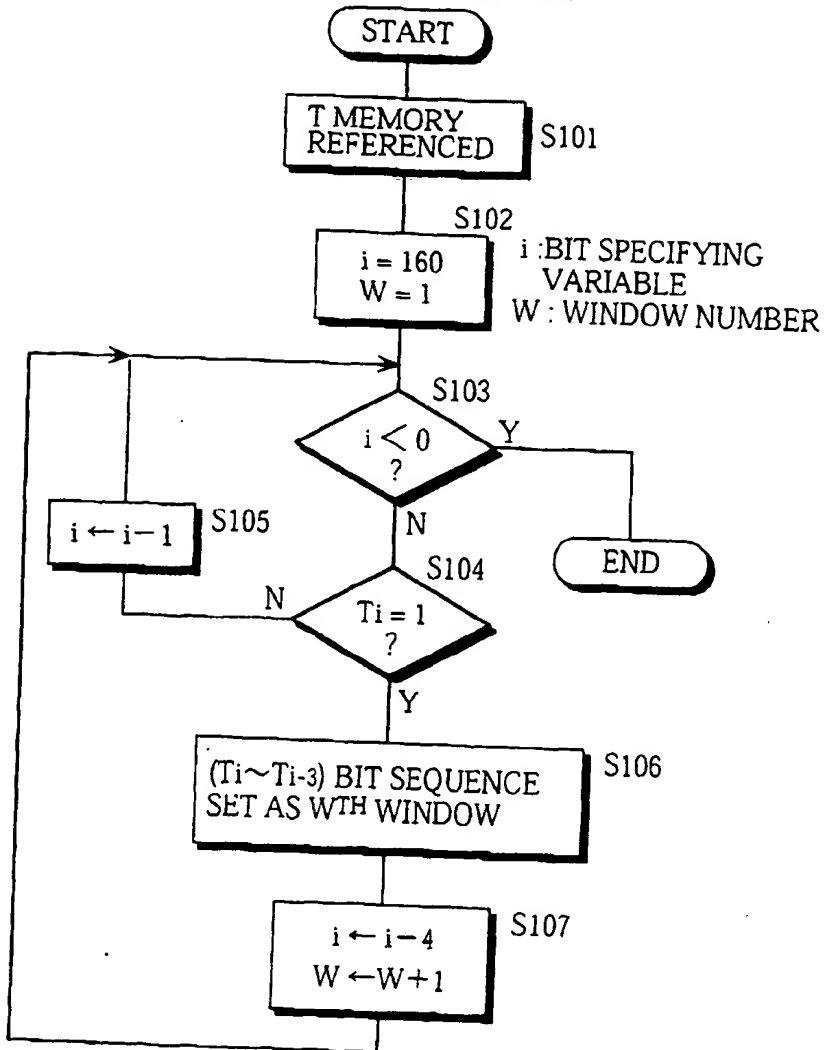 START
T MEMORY
REFERENCED
S101
S102
i = 160
W = 1
i :BIT SPECIFYING
VARIABLE
W : WINDOW NUMBER
S103
i < 0
?
Y
N
S105
i ← i－1
END
S104
N
Ti = 1
?
Y
S106
(Ti~Ti-3) BIT SEQUENCE
SET AS WTH WINDOW
S107
i ← i－4
W ←W+1